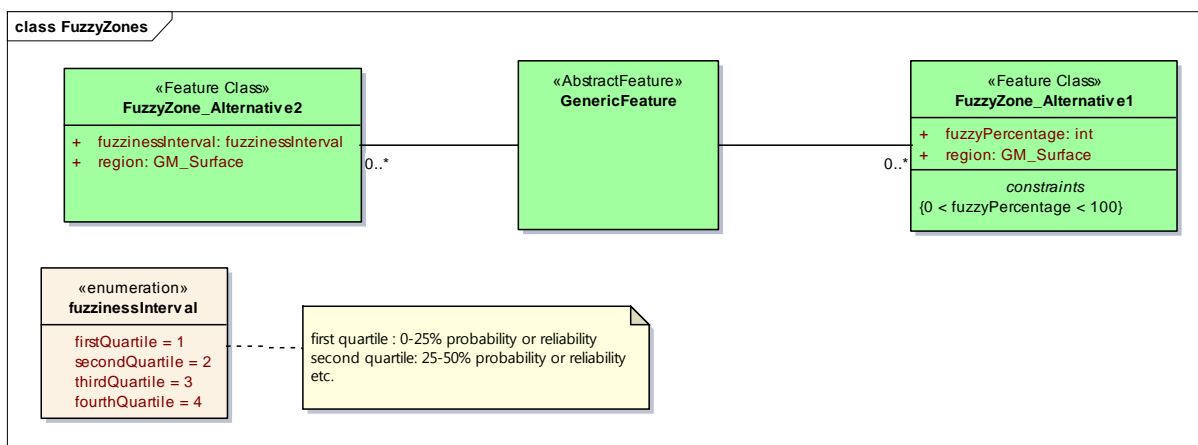 class FuzzyZones
«Feature Class»
FuzzyZone_Alternative2
+ fuzzinessInterval: fuzzinessInterval
+ region: GM_Surface
0..*
«AbstractFeature»
GenericFeature
0..*
«Feature Class»
FuzzyZone_Alternative1
+ fuzzyPercentage: int
+ region: GM_Surface
constraints
{0 < fuzzyPercentage < 100}
«enumeration»
fuzzinessInterval
firstQuartile = 1
secondQuartile = 2
thirdQuartile = 3
fourthQuartile = 4
first quartile : 0-25% probability or reliability
second quartile: 25-50% probability or reliability
etc.